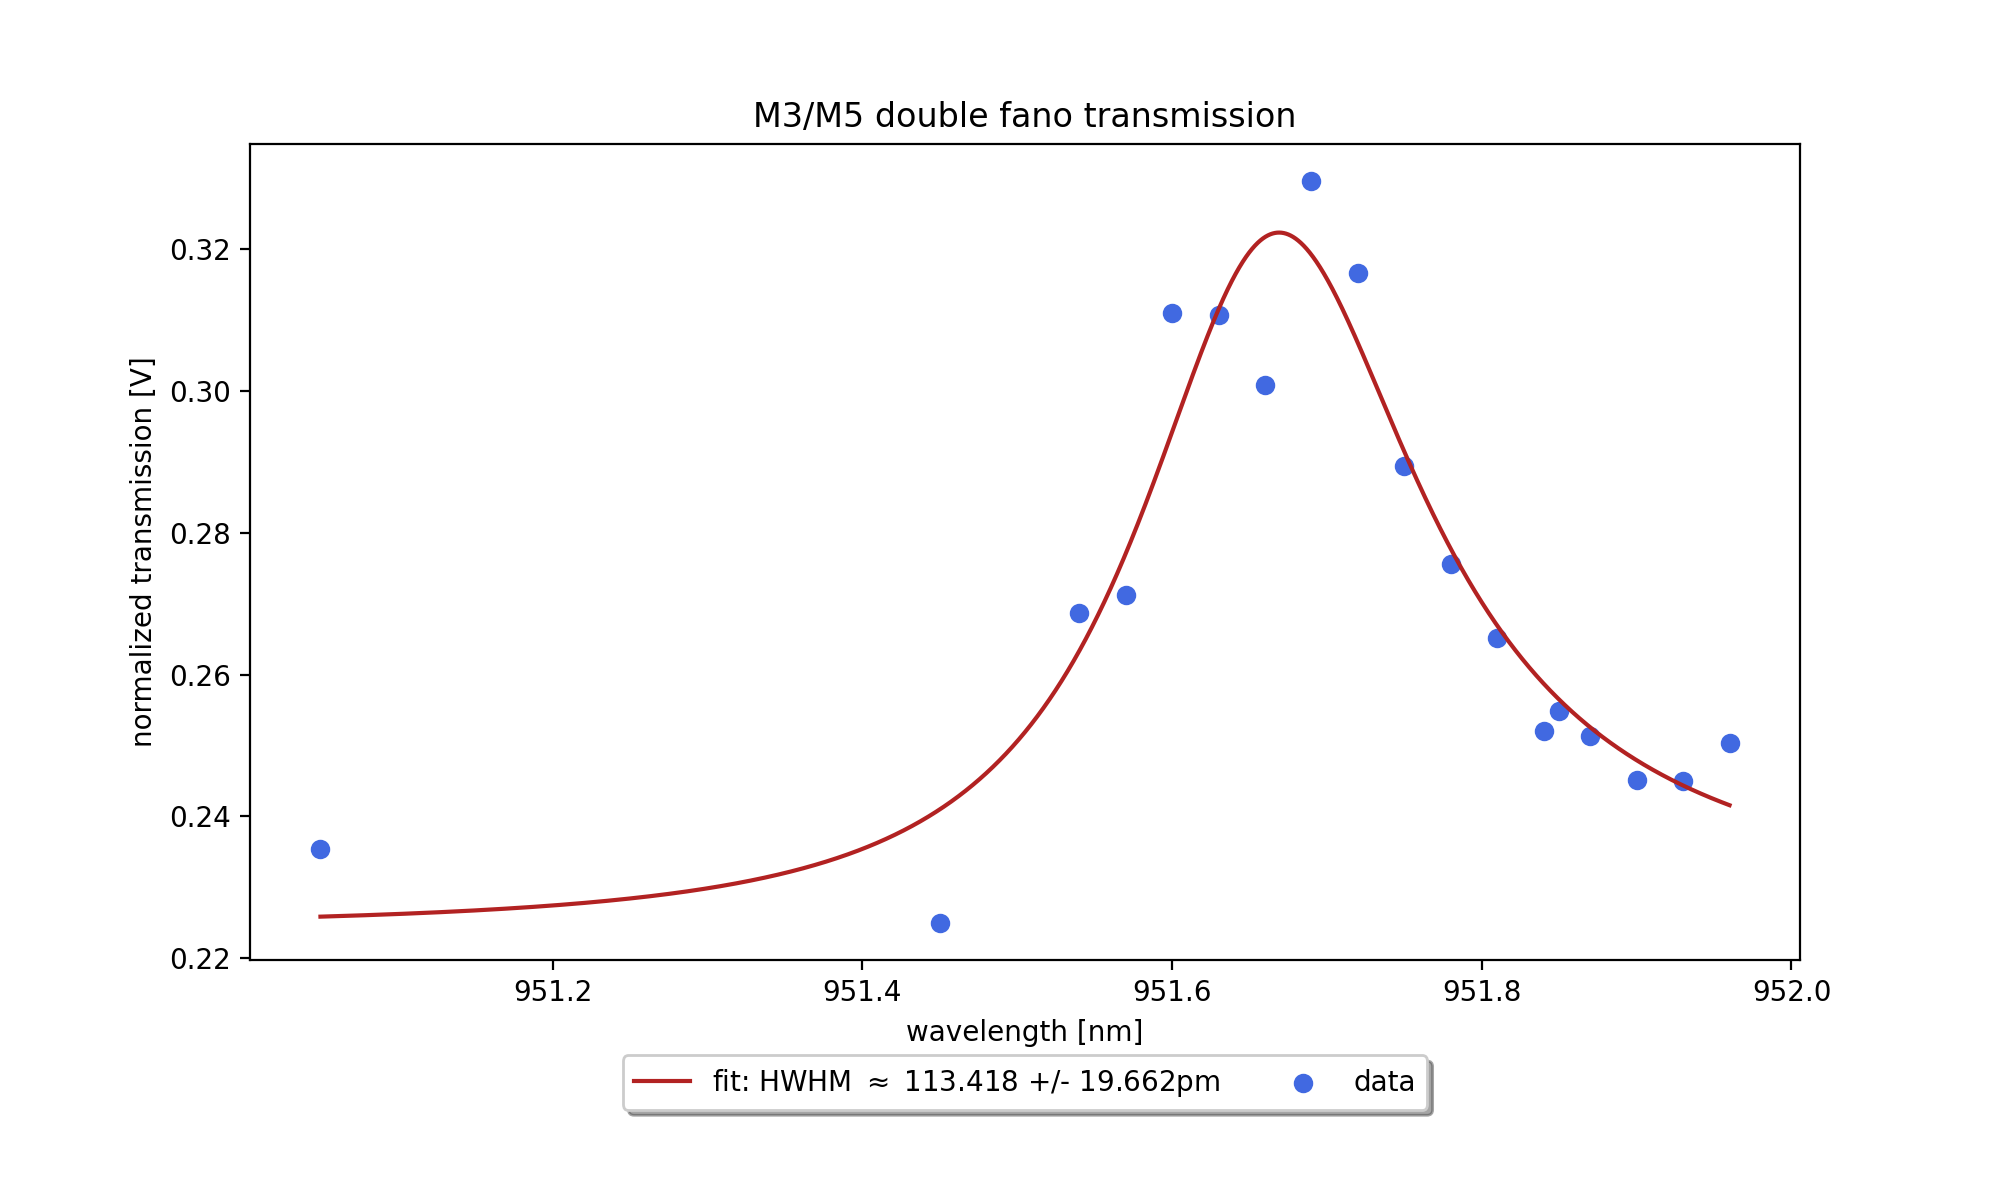 M3/M5 double fano transmission
normalized transmission [V]
0.32
0.30
0.28
0.26
0.24
0.22
951.2 951.4 951.6 951.8 952.0
wavelength [nm]
fit: HWHM ≈ 113.418 +/- 19.662pm data